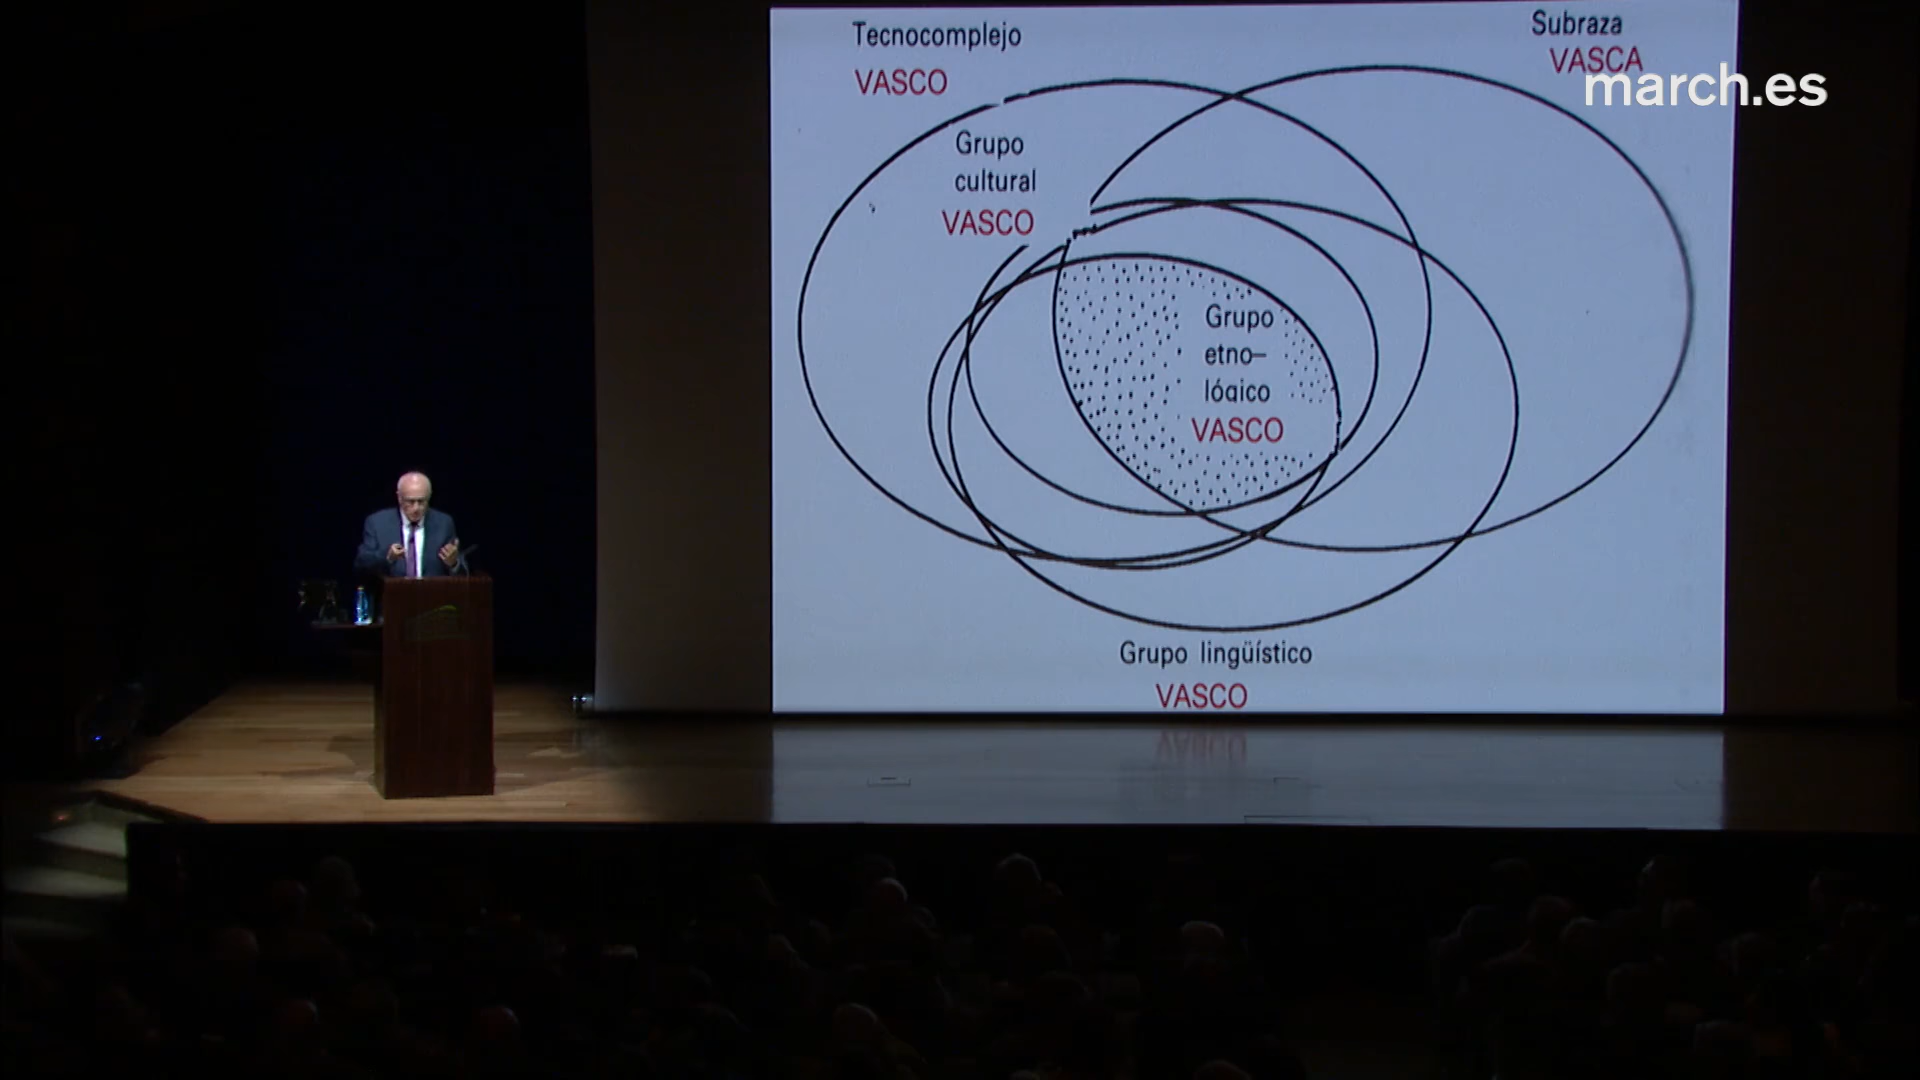 Tecnocomplejo
VASCO
Subraza
VASCA
march.es
Grupo
cultural
VASCO
Grupo
etno–
lógico
VASCO
Grupo lingüístico
VASCO